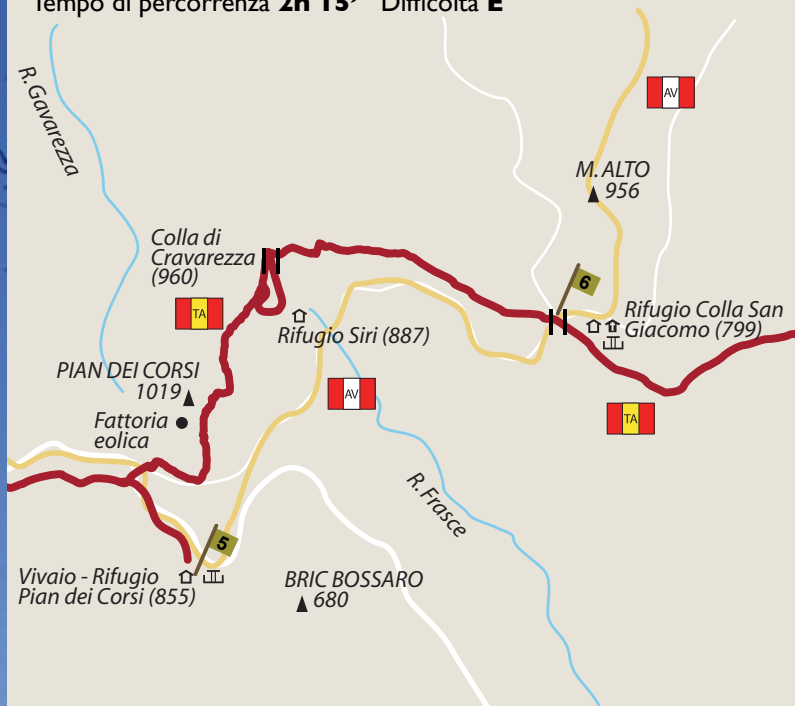 Tempo di percorrenza 2h 15' Difficoltà E
R. Gavarezza
AV
M. ALTO
956
Colla di
Cravarezza
(960)
6
TA
Rifugio Siri (887)
Rifugio Colla San
Giacomo (799)
PIAN DEI CORSI
1019
AV
TA
Fattoria
eolica
R. Frasce
5
Vivaio - Rifugio
Pian dei Corsi (855)
BRIC BOSSARO
680